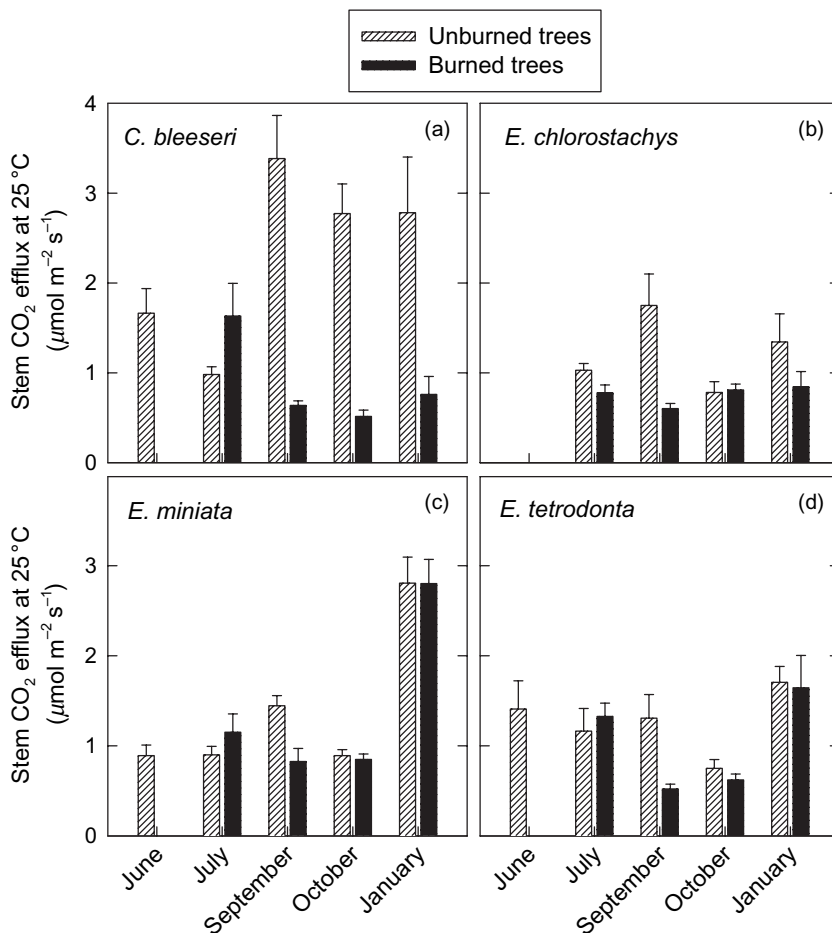 Unburned trees
Burned trees
C. bleeseri (a)
E. chlorostachys (b)
Stem CO₂ efflux at 25 °C
(μmol m⁻² s⁻¹)
4
3
2
1
0
E. miniata (c)
E. tetrodonta (d)
Stem CO₂ efflux at 25 °C
(μmol m⁻² s⁻¹)
3
2
1
0
June July September October January
June July September October January